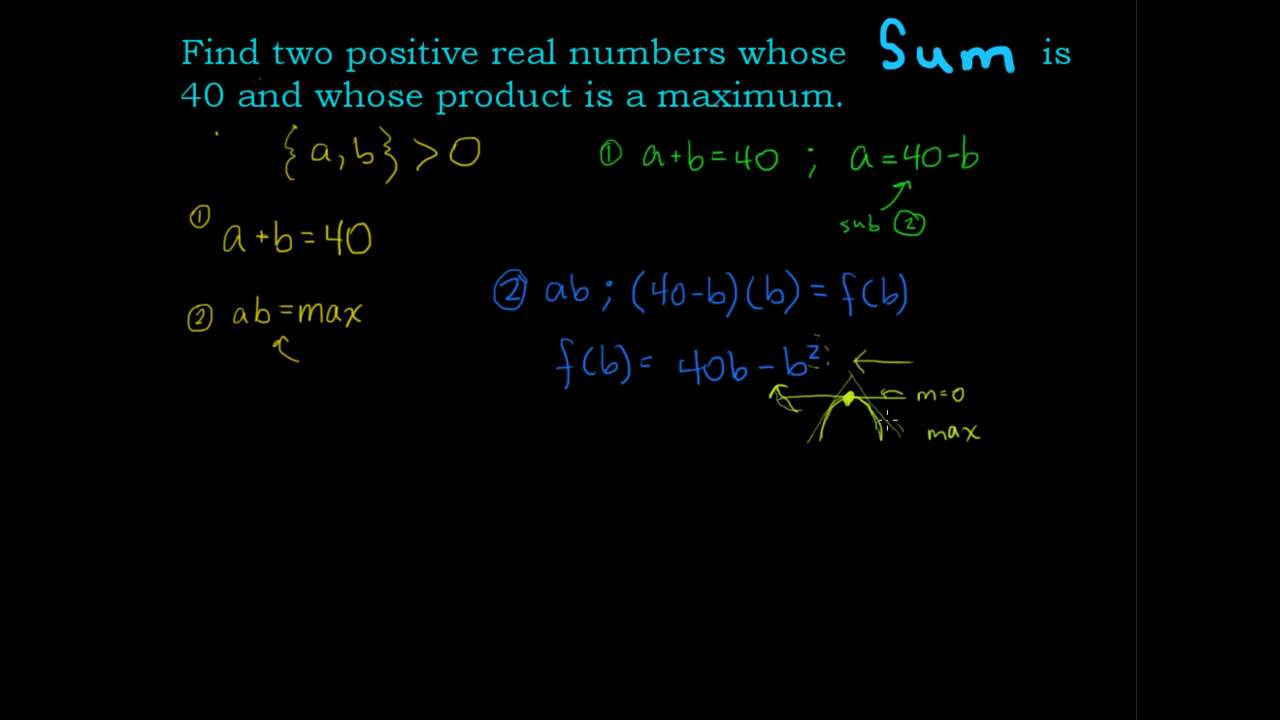 Find two positive real numbers whose Sum is
40 and whose product is a maximum.
{a,b} > 0
① a+b=40 ; a=40-b
sub ②
① a+b=40
② ab=max
② ab ; (40-b)(b) = f(b)
f(b) = 40b - b²
m=0
max